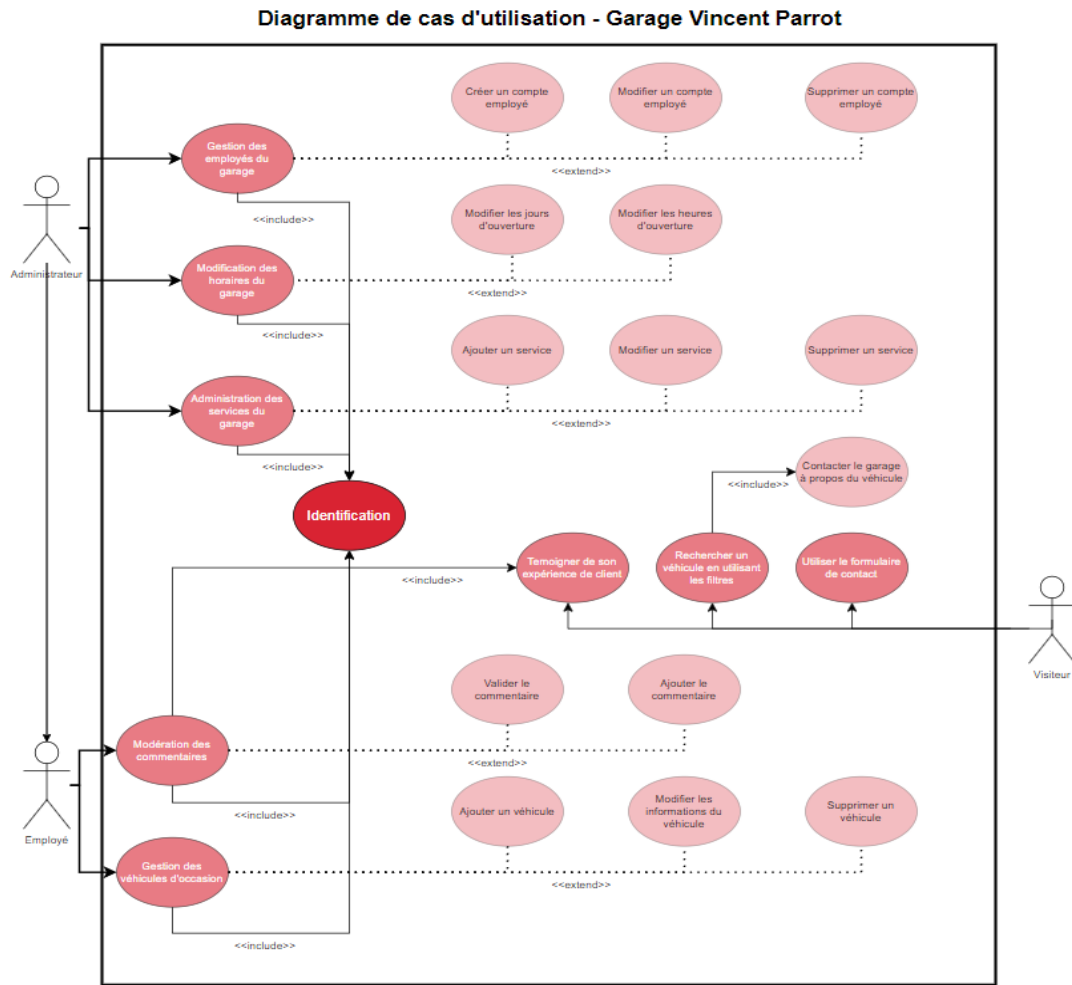 Diagramme de cas d'utilisation - Garage Vincent Parrot
Créer un compte
employé
Modifier un compte
employé
Supprimer un compte
employé
Gestion des
employés du
garage
<<extend>>
<<include>>
Administrateur
Modifier les jours
d'ouverture
Modifier les heures
d'ouverture
Modification des
horaires du
garage
<<extend>>
<<include>>
Ajouter un service
Modifier un service
Supprimer un service
Administration des
services du
garage
<<extend>>
<<include>>
Contacter le garage
à propos du véhicule
<<include>>
Identification
Temoigner de son
expérience de client
Rechercher un
véhicule en utilisant
les filtres
Utiliser le formulaire
de contact
<<include>>
Visiteur
Valider le
commentaire
Ajouter le
commentaire
Modération des
commentaires
<<extend>>
<<include>>
Employé
Ajouter un véhicule
Modifier les
informations du
véhicule
Supprimer un
véhicule
Gestion des
véhicules d'occasion
<<extend>>
<<include>>